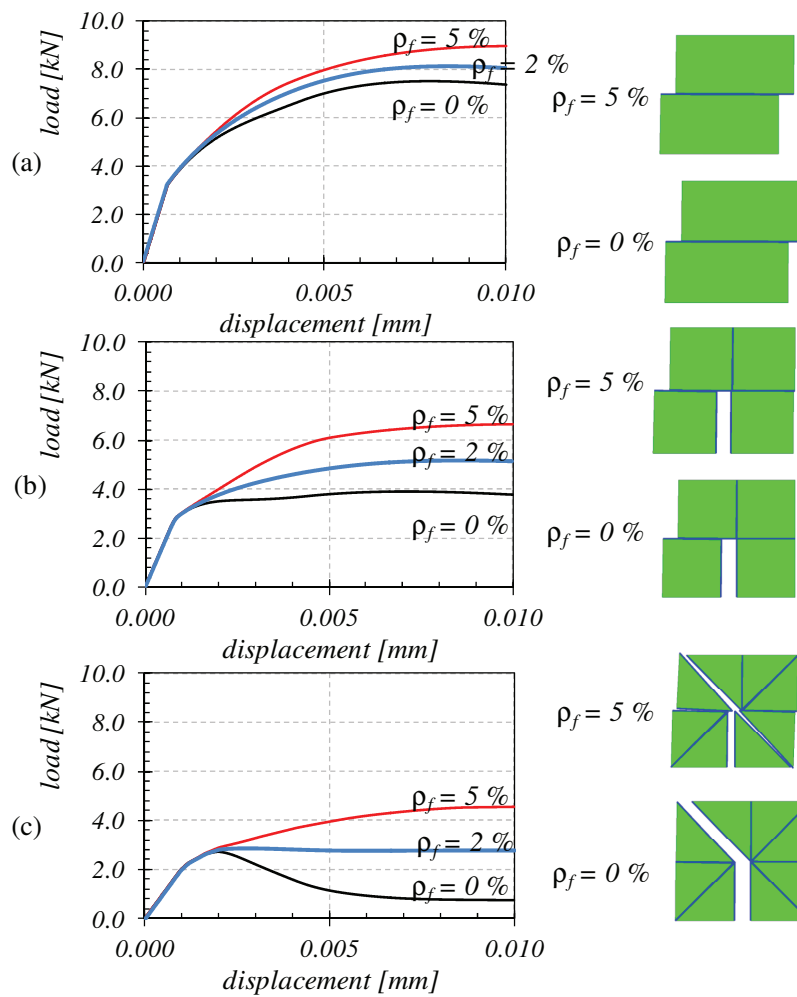 (a)
load [kN]
10.0
8.0
6.0
4.0
2.0
0.0
ρf = 5 %
ρf = 2 %
ρf = 0 %
0.000 0.005 0.010
displacement [mm]
ρf = 5 %
ρf = 0 %
(b)
load [kN]
10.0
8.0
6.0
4.0
2.0
0.0
ρf = 5 %
ρf = 2 %
ρf = 0 %
0.000 0.005 0.010
displacement [mm]
ρf = 5 %
ρf = 0 %
(c)
load [kN]
10.0
8.0
6.0
4.0
2.0
0.0
ρf = 5 %
ρf = 2 %
ρf = 0 %
0.000 0.005 0.010
displacement [mm]
ρf = 5 %
ρf = 0 %